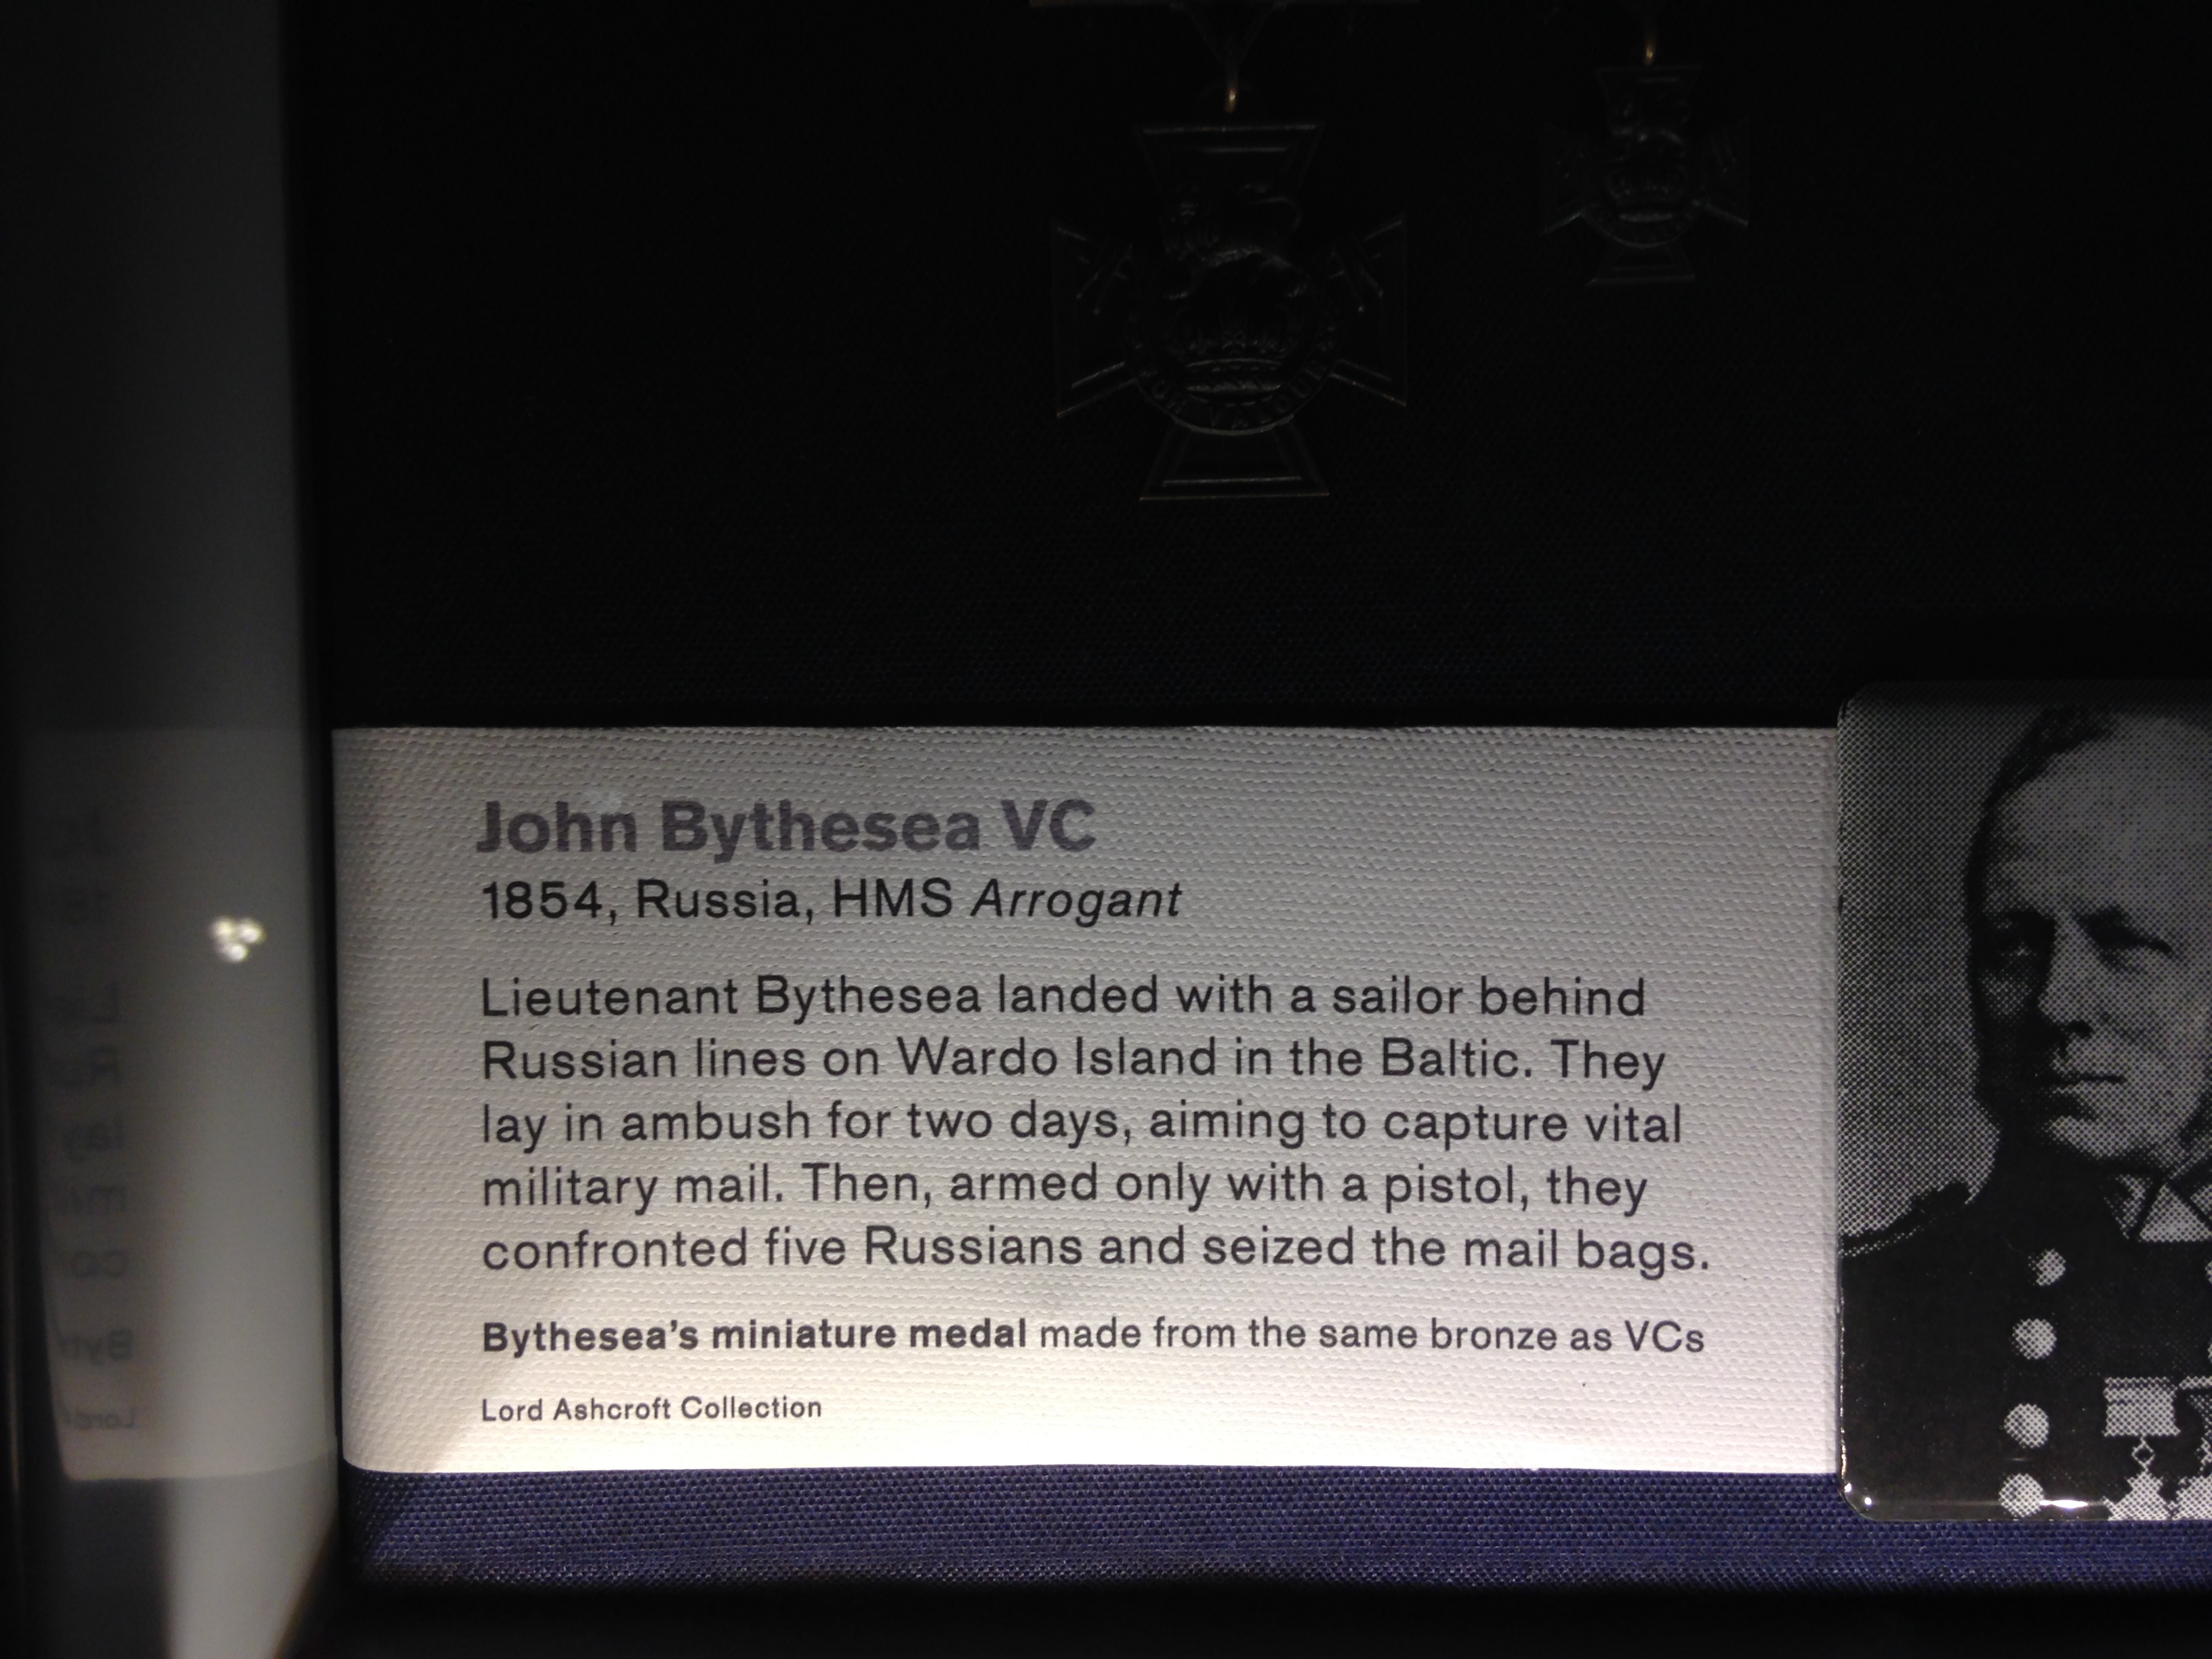 FOR VALOUR
John Bythesea VC
1854, Russia, HMS Arrogant
Lieutenant Bythesea landed with a sailor behind
Russian lines on Wardo Island in the Baltic. They
lay in ambush for two days, aiming to capture vital
military mail. Then, armed only with a pistol, they
confronted five Russians and seized the mail bags.
Bythesea's miniature medal made from the same bronze as VCs
Lord Ashcroft Collection